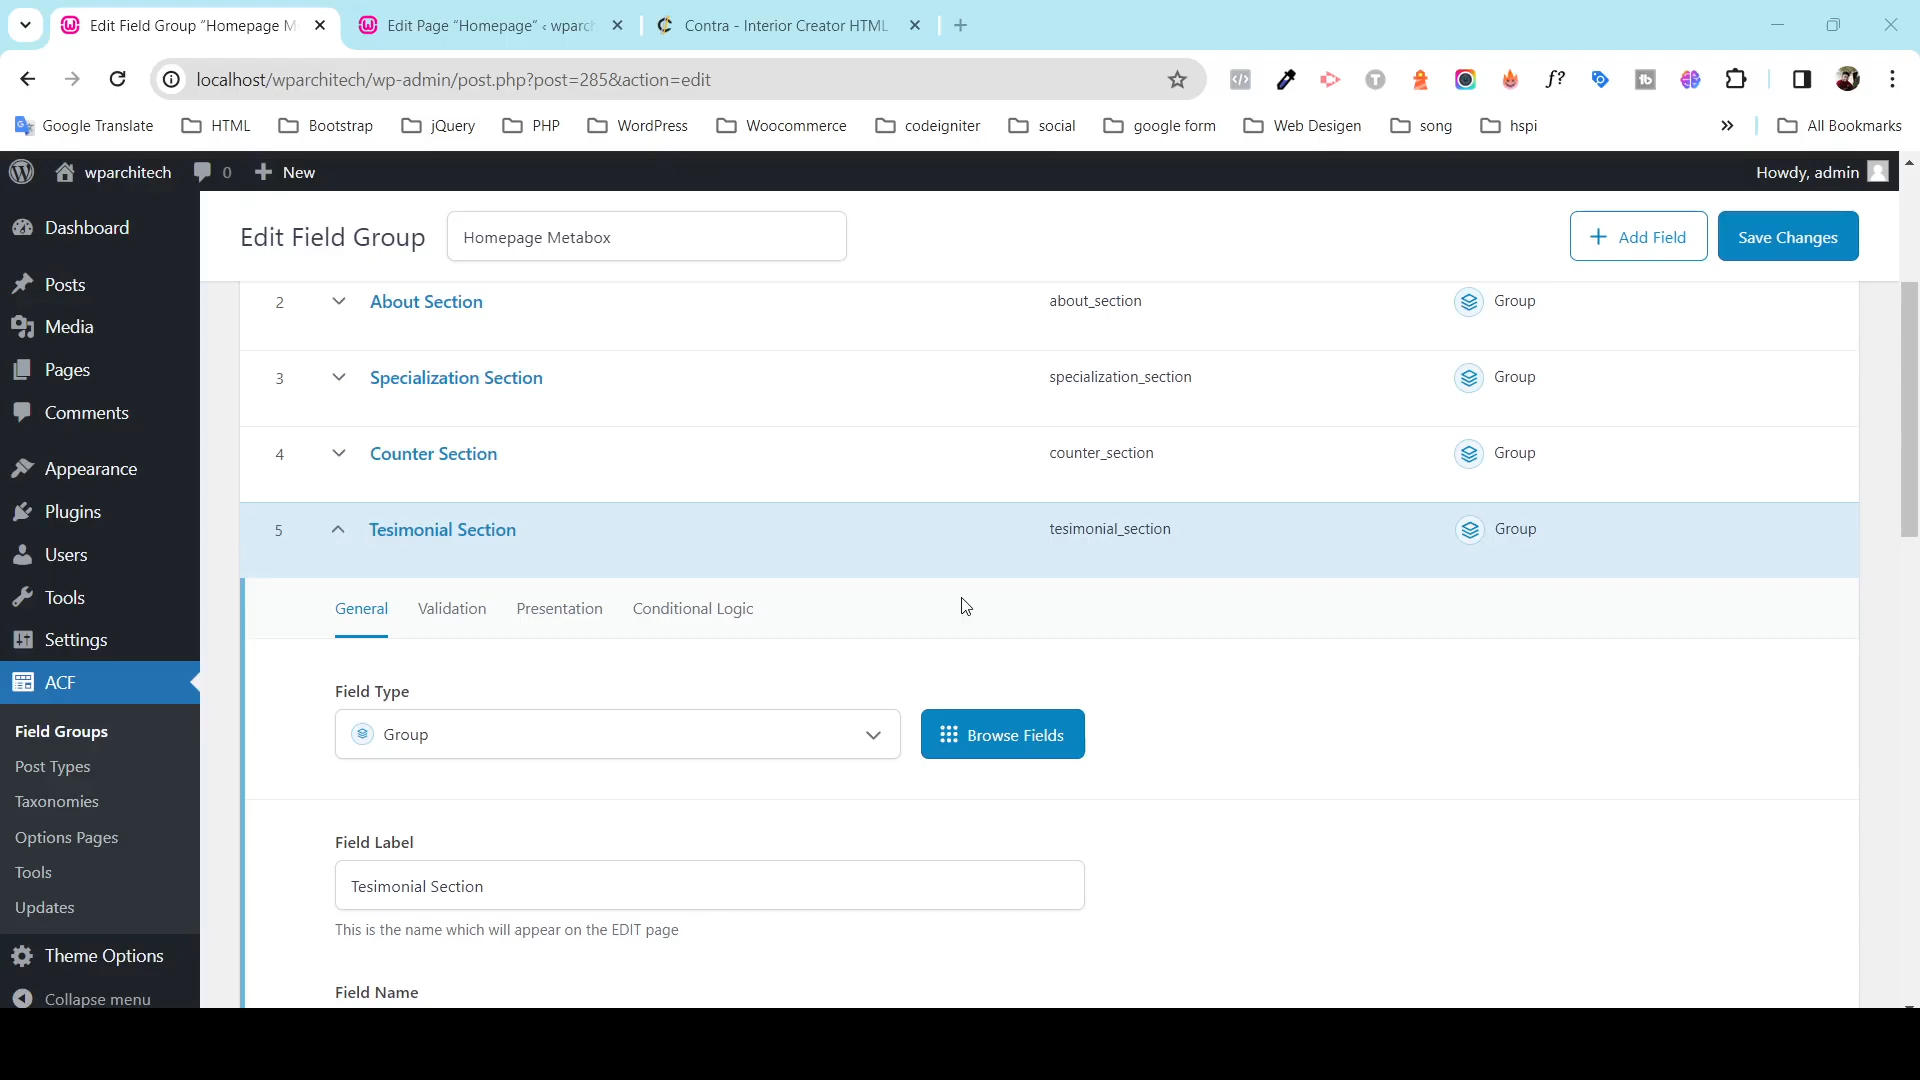 Edit Field Group "Homepage M
Edit Page "Homepage" ‹ wparch
Contra - Interior Creator HTML
localhost/wparchitech/wp-admin/post.php?post=285&action=edit
Google Translate
HTML
Bootstrap
jQuery
PHP
WordPress
Woocommerce
codeigniter
social
google form
Web Desigen
song
hspi
All Bookmarks
wparchitech
0
New
Howdy, admin
Dashboard
Posts
Media
Pages
Comments
Appearance
Plugins
Users
Tools
Settings
ACF
Field Groups
Post Types
Taxonomies
Options Pages
Tools
Updates
Theme Options
Collapse menu
Edit Field Group
Homepage Metabox
Add Field
Save Changes
2 About Section about_section Group
3 Specialization Section specialization_section Group
4 Counter Section counter_section Group
5 Tesimonial Section tesimonial_section Group
General Validation Presentation Conditional Logic
Field Type
Group
Browse Fields
Field Label
Tesimonial Section
This is the name which will appear on the EDIT page
Field Name